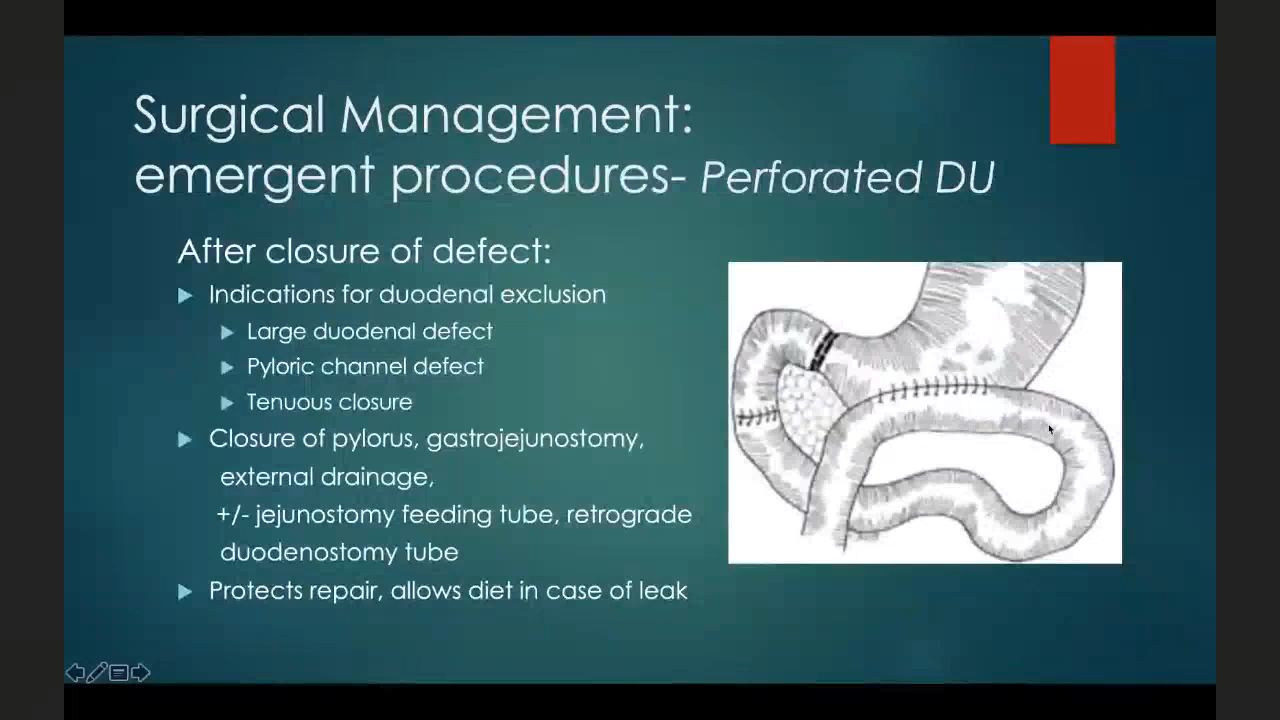 Surgical Management:
emergent procedures- Perforated DU
After closure of defect:
Indications for duodenal exclusion
Large duodenal defect
Pyloric channel defect
Tenuous closure
Closure of pylorus, gastrojejunostomy,
external drainage,
+/- jejunostomy feeding tube, retrograde
duodenostomy tube
Protects repair, allows diet in case of leak